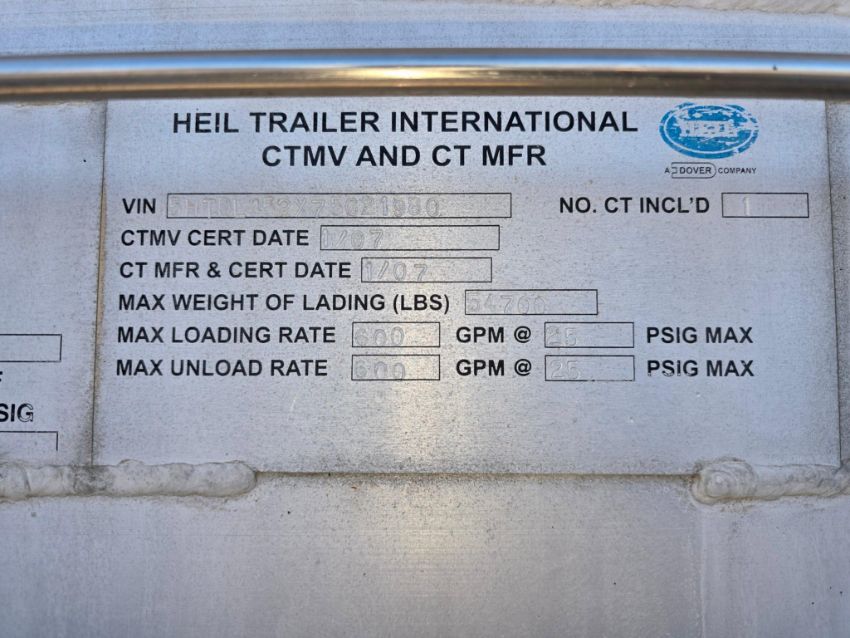 HEIL TRAILER INTERNATIONAL
CTMV AND CT MFR
HEIL
A DOVER COMPANY
VIN
NO. CT INCL'D 1
CTMV CERT DATE 1/07
CT MFR & CERT DATE 1/07
MAX WEIGHT OF LADING (LBS) 54700
MAX LOADING RATE 600 GPM @ 25 PSIG MAX
MAX UNLOAD RATE 600 GPM @ 25 PSIG MAX
SIG